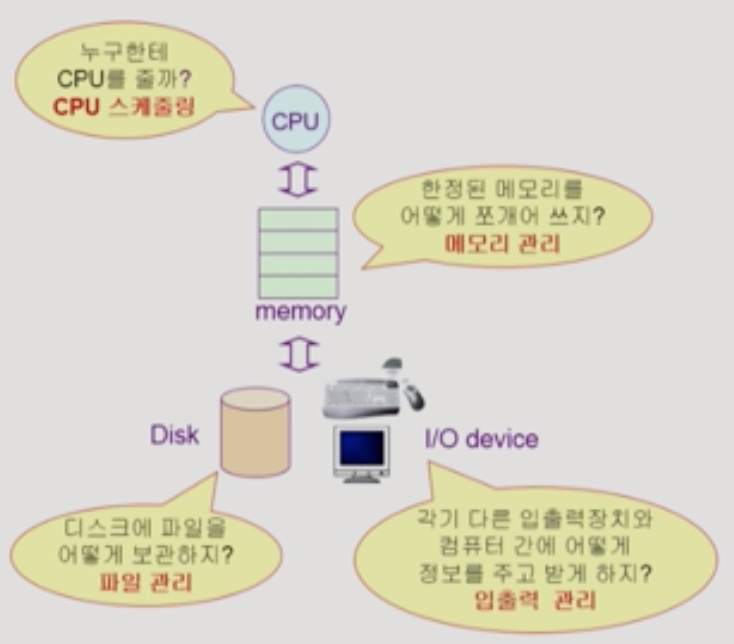 누구한테
CPU를 줄까?
CPU 스케줄링
CPU
한정된 메모리를
어떻게 쪼개어 쓰지?
메모리 관리
memory
Disk
I/O device
디스크에 파일을
어떻게 보관하지?
파일 관리
각기 다른 입출력장치와
컴퓨터 간에 어떻게
정보를 주고 받게 하지?
입출력 관리